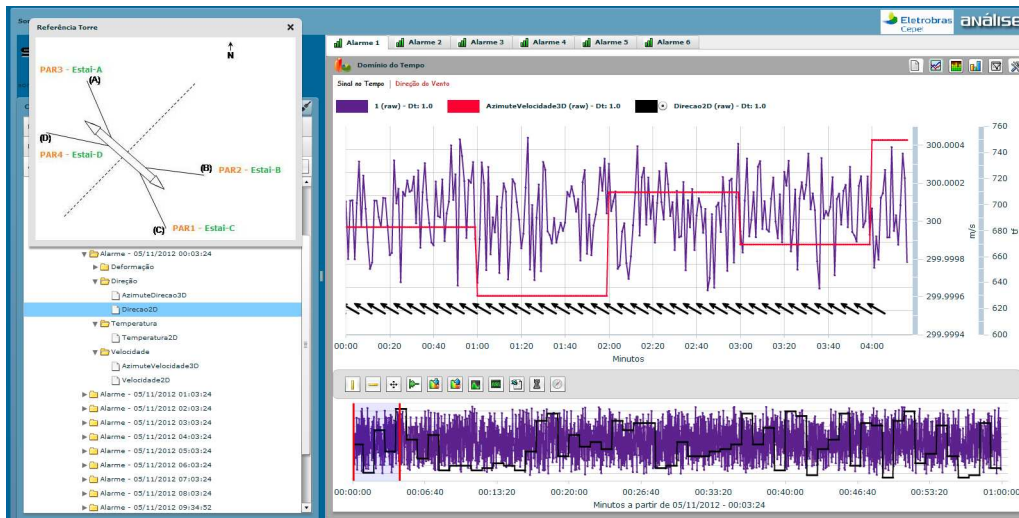 Eletrobras
Cepel
análise
Referência Torre
N
PAR3 - Estai-A
(A)
(D)
PAR4 - Estai-D
(B)
PAR2 - Estai-B
(C)
PAR1 - Estai-C
Alarme - 05/11/2012 00:03:24
Deformação
Direção
AzimuteDirecao3D
Direcao2D
Temperatura
Temperatura2D
Velocidade
AzimuteVelocidade3D
Velocidade2D
Alarme - 05/11/2012 01:03:24
Alarme - 05/11/2012 02:03:24
Alarme - 05/11/2012 03:03:24
Alarme - 05/11/2012 04:03:24
Alarme - 05/11/2012 05:03:24
Alarme - 05/11/2012 06:03:24
Alarme - 05/11/2012 07:03:24
Alarme - 05/11/2012 08:03:24
Alarme - 05/11/2012 09:34:52
Alarme 1 Alarme 2 Alarme 3 Alarme 4 Alarme 5 Alarme 6
Domínio do Tempo
Sinal no Tempo | Direção do Vento
1 (raw) - Dt: 1.0 AzimuteVelocidade3D (raw) - Dt: 1.0 Direcao2D (raw) - Dt: 1.0
300.0004
300.0002
300
299.9998
299.9996
299.9994
m/s
760
740
720
700
680
660
640
620
600
00:00 00:20 00:40 01:00 01:20 01:40 02:00 02:20 02:40 03:00 03:20 03:40 04:00
Minutos
00:00:00 00:06:40 00:13:20 00:20:00 00:26:40 00:33:20 00:40:00 00:46:40 00:53:20 01:00:00
Minutos a partir de 05/11/2012 - 00:03:24